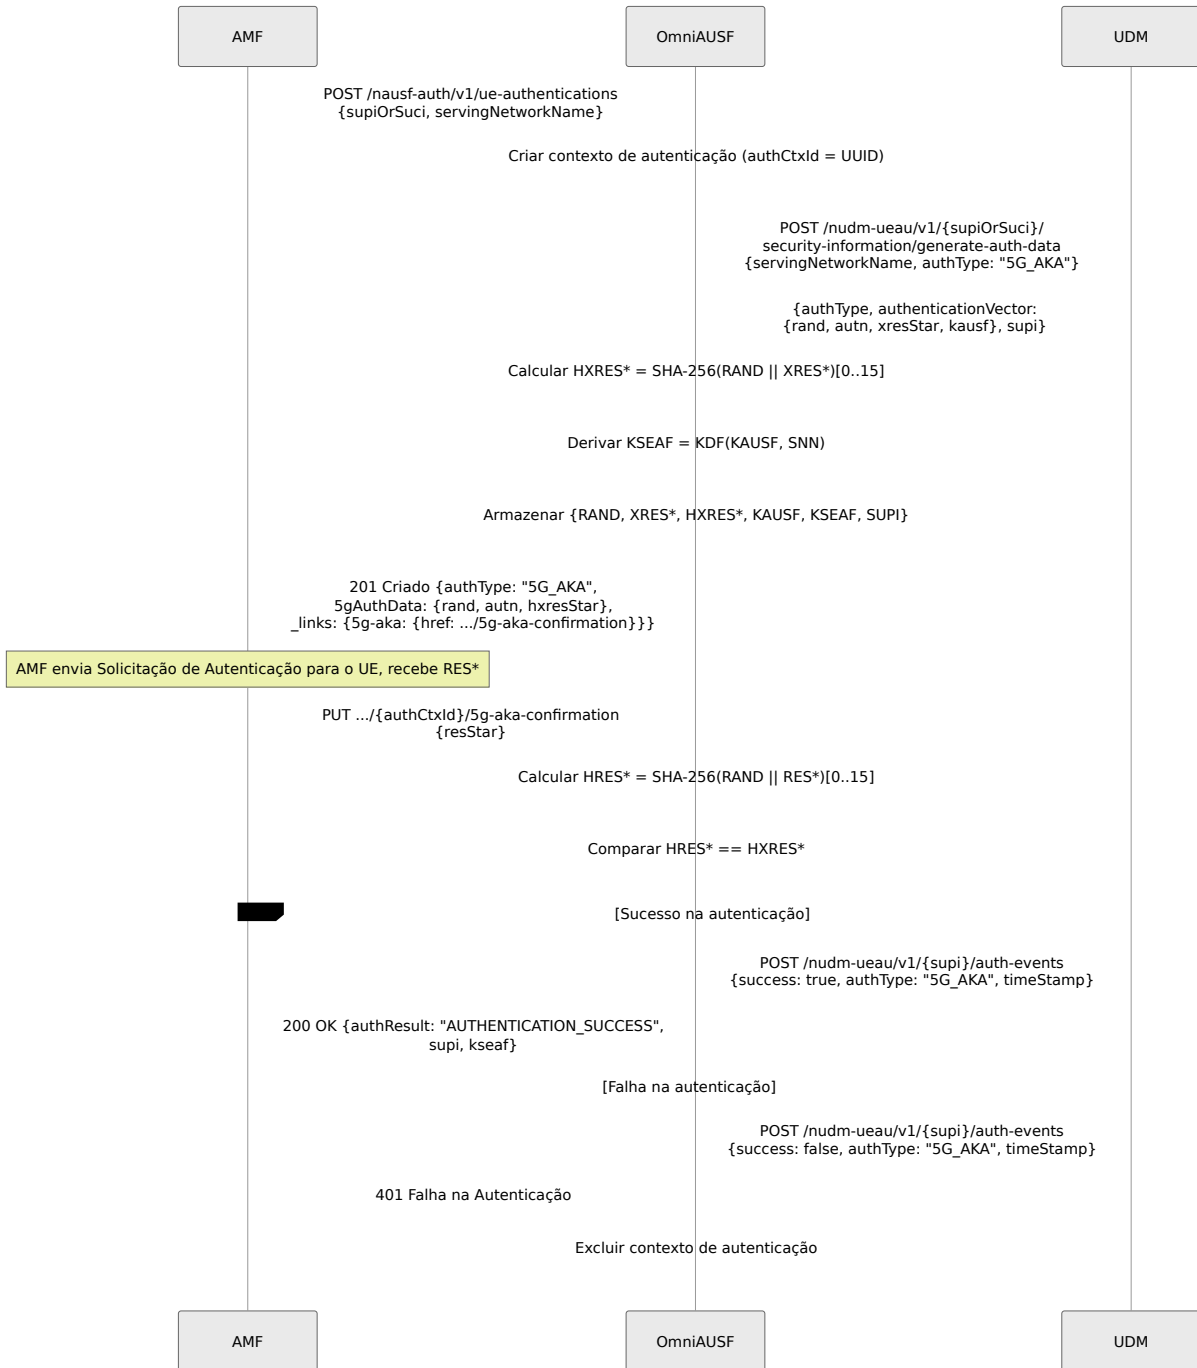 AMF
OmniAUSF
UDM
POST /nausf-auth/v1/ue-authentications
{supiOrSuci, servingNetworkName}
Criar contexto de autenticação (authCtxId = UUID)
POST /nudm-ueau/v1/{supiOrSuci}/
security-information/generate-auth-data
{servingNetworkName, authType: "5G_AKA"}
{authType, authenticationVector:
{rand, autn, xresStar, kausf}, supi}
Calcular HXRES* = SHA-256(RAND || XRES*)[0..15]
Derivar KSEAF = KDF(KAUSF, SNN)
Armazenar {RAND, XRES*, HXRES*, KAUSF, KSEAF, SUPI}
201 Criado {authType: "5G_AKA",
5gAuthData: {rand, autn, hxresStar},
_links: {5g-aka: {href: .../5g-aka-confirmation}}}
AMF envia Solicitação de Autenticação para o UE, recebe RES*
PUT .../{authCtxId}/5g-aka-confirmation
{resStar}
Calcular HRES* = SHA-256(RAND || RES*)[0..15]
Comparar HRES* == HXRES*
[Sucesso na autenticação]
POST /nudm-ueau/v1/{supi}/auth-events
{success: true, authType: "5G_AKA", timeStamp}
200 OK {authResult: "AUTHENTICATION_SUCCESS",
supi, kseaf}
[Falha na autenticação]
POST /nudm-ueau/v1/{supi}/auth-events
{success: false, authType: "5G_AKA", timeStamp}
401 Falha na Autenticação
Excluir contexto de autenticação
AMF
OmniAUSF
UDM